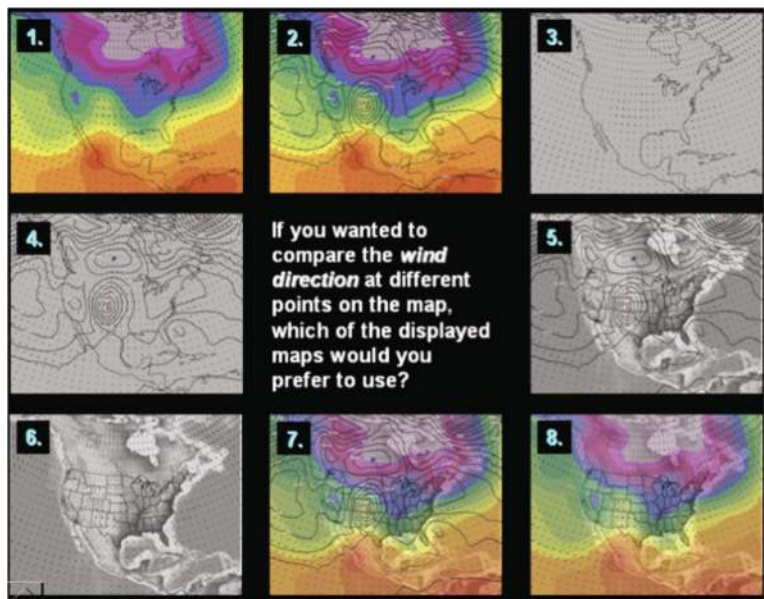 1.
2.
3.
4.
If you wanted to
compare the wind
direction at different
points on the map,
which of the displayed
maps would you
prefer to use?
5.
6.
7.
8.